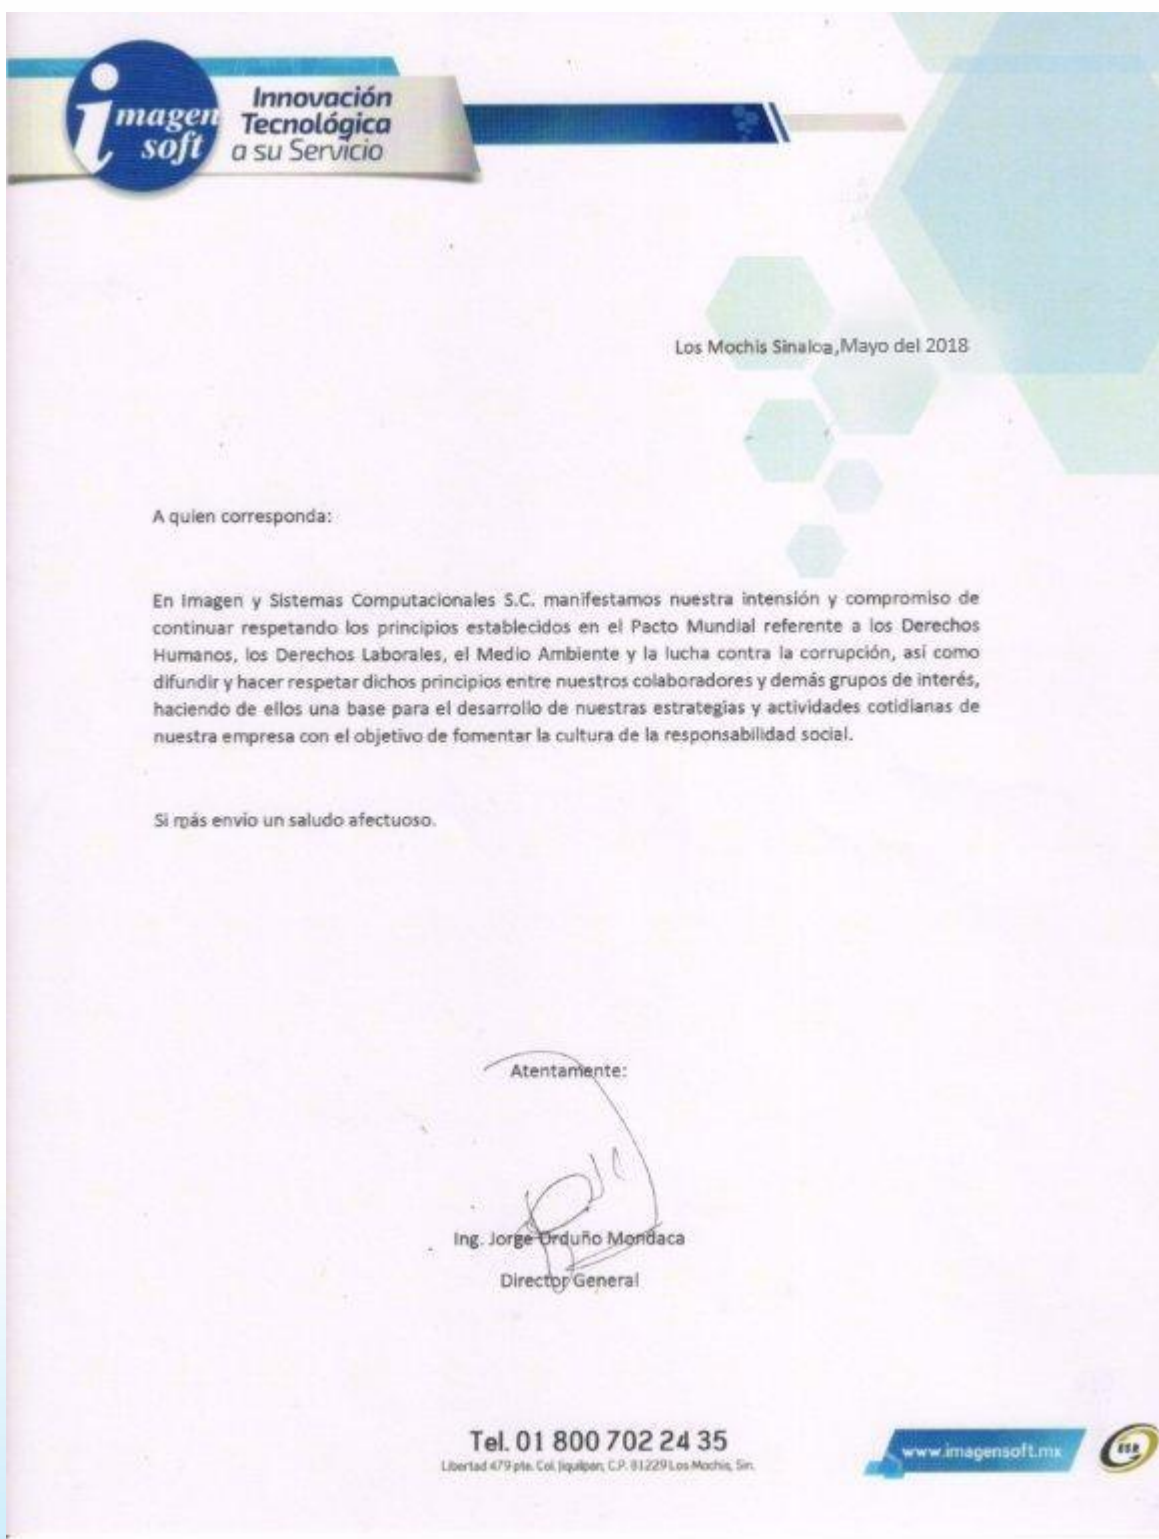 imagen
soft
Innovación
Tecnológica
a su Servicio
Los Mochis Sinaloa,Mayo del 2018
A quien corresponda:
En Imagen y Sistemas Computacionales S.C. manifestamos nuestra intensión y compromiso de
continuar respetando los principios establecidos en el Pacto Mundial referente a los Derechos
Humanos, los Derechos Laborales, el Medio Ambiente y la lucha contra la corrupción, así como
difundir y hacer respetar dichos principios entre nuestros colaboradores y demás grupos de interés,
haciendo de ellos una base para el desarrollo de nuestras estrategias y actividades cotidianas de
nuestra empresa con el objetivo de fomentar la cultura de la responsabilidad social.
Si más envío un saludo afectuoso.
Atentamente:
Ing. Jorge Orduño Mondaca
Director General
Tel. 01 800 702 24 35
Libertad 479 pte. Col. Jiquilpan, C.P. 81229 Los Mochis, Sin.
www.imagensoft.mx
ESR